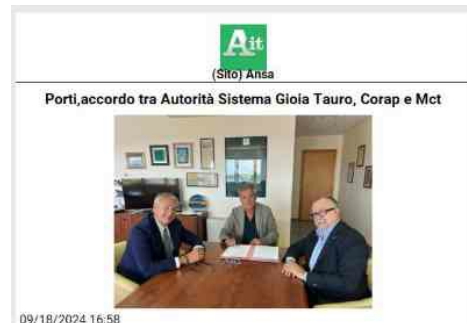 Ait
(Sito) Ansa
Porti,accordo tra Autorità Sistema Gioia Tauro, Corap e Mct
09/18/2024 16:58